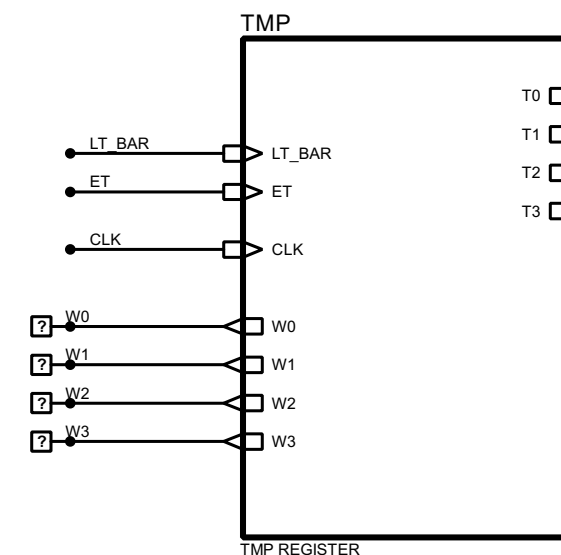 TMP
T0
T1
LT_BAR
LT_BAR
T2
ET
ET
T3
CLK
CLK
W0
? W0
W1
? W1
W2
? W2
W3
? W3
TMP REGISTER